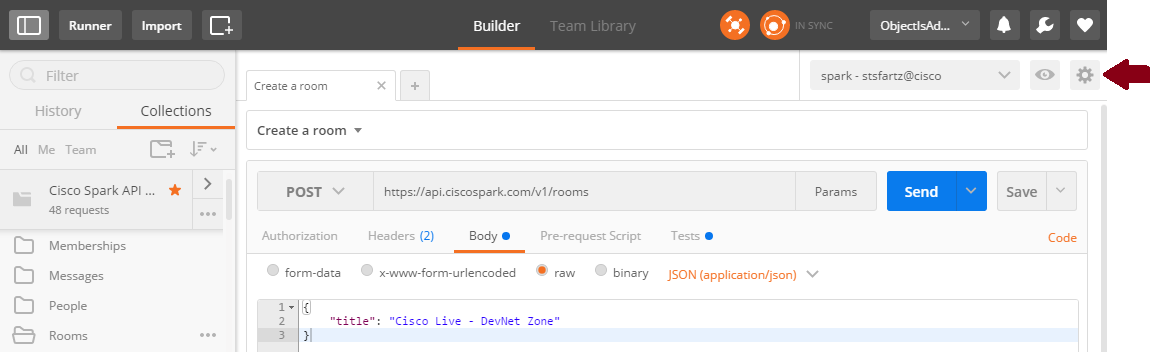 Runner Import Builder Team Library IN SYNC ObjectIsAd...
Filter Create a room spark - stsfartz@cisco
History Collections
Create a room
All Me Team
Cisco Spark API ...
48 requests
POST https://api.ciscospark.com/v1/rooms Params Send Save
Authorization Headers (2) Body Pre-request Script Tests Code
Memberships
Messages
People
Rooms
form-data x-www-form-urlencoded raw binary JSON (application/json)
1 {
2 "title": "Cisco Live - DevNet Zone"
3 }